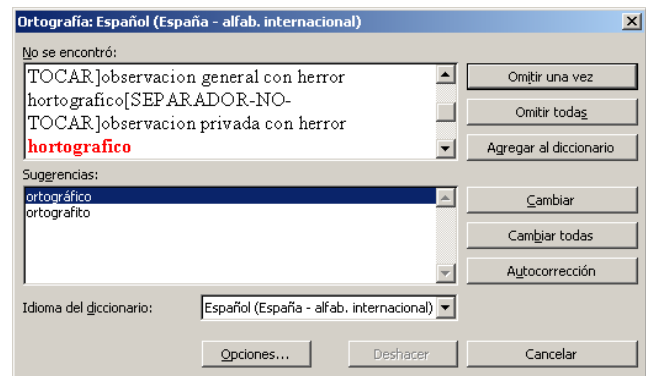 Ortografía: Español (España - alfab. internacional)
No se encontró:
TOCAR]observacion general con herror
hortografico[SEPARADOR-NO-
TOCAR]observacion privada con herror
hortografico
Omitir una vez
Omitir todas
Agregar al diccionario
Sugerencias:
ortográfico
ortografito
Cambiar
Cambiar todas
Autocorrección
Idioma del diccionario:
Español (España - alfab. internacional)
Opciones...
Deshacer
Cancelar